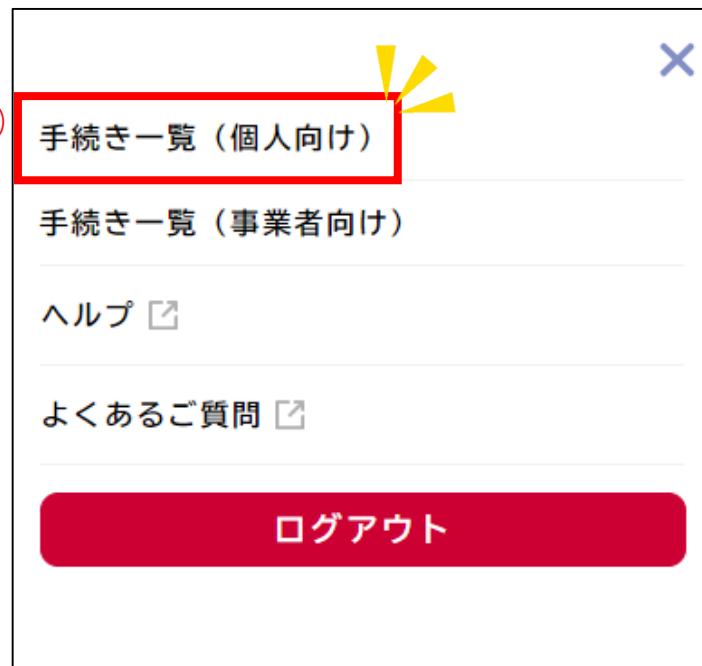 手続き一覧（個人向け）
手続き一覧（事業者向け）
ヘルプ
よくあるご質問
ログアウト